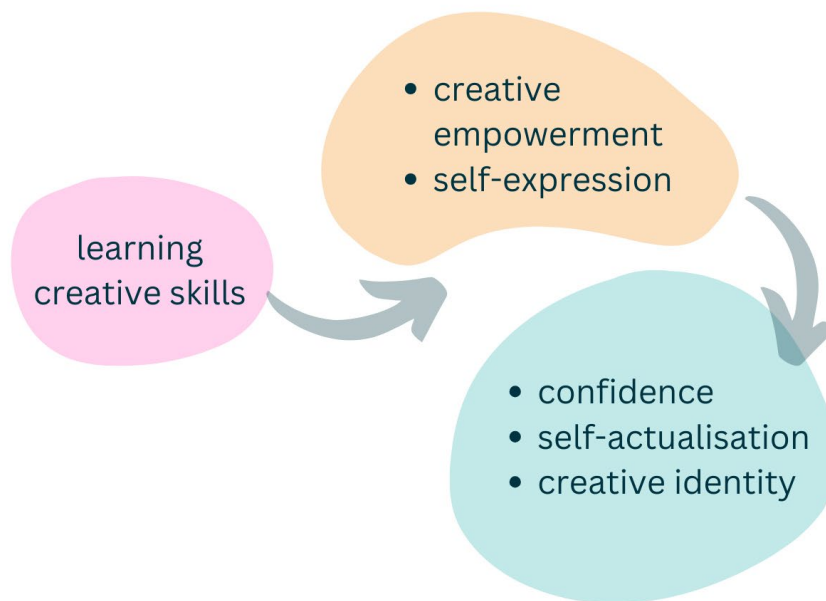 learning
creative skills
• creative
empowerment
• self-expression
• confidence
• self-actualisation
• creative identity